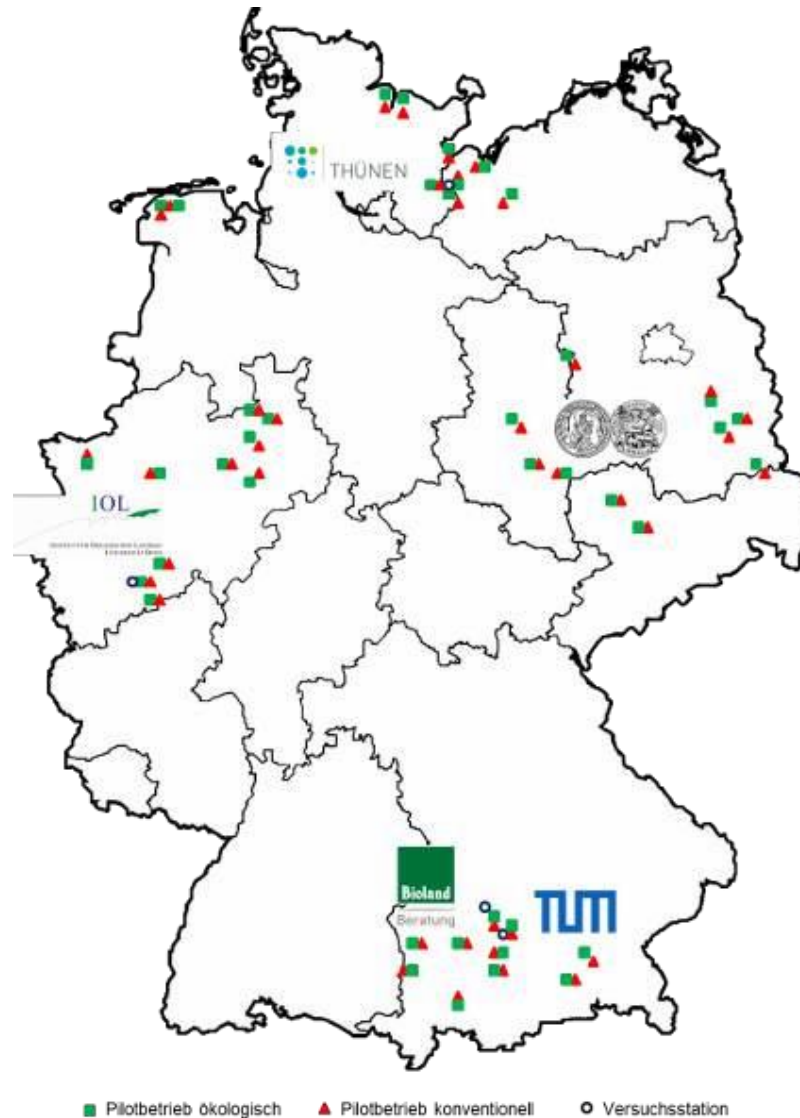 THÜNEN
IOL
Bioland
Beratung
TUM
Pilotbetrieb ökologisch Pilotbetrieb konventionell Versuchsstation